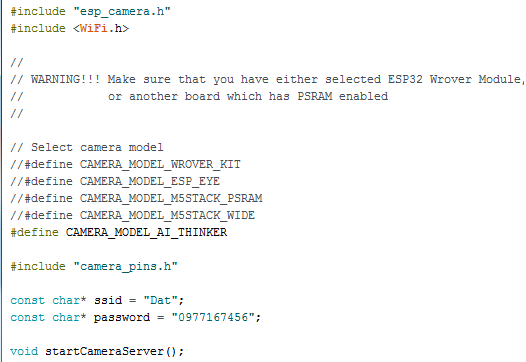 #include "esp_camera.h"
#include <WiFi.h>
//
// WARNING!!! Make sure that you have either selected ESP32 Wrover Module,
//            or another board which has PSRAM enabled
//
// Select camera model
//#define CAMERA_MODEL_WROVER_KIT
//#define CAMERA_MODEL_ESP_EYE
//#define CAMERA_MODEL_M5STACK_PSRAM
//#define CAMERA_MODEL_M5STACK_WIDE
#define CAMERA_MODEL_AI_THINKER
#include "camera_pins.h"
const char* ssid = "Dat";
const char* password = "0977167456";
void startCameraServer();